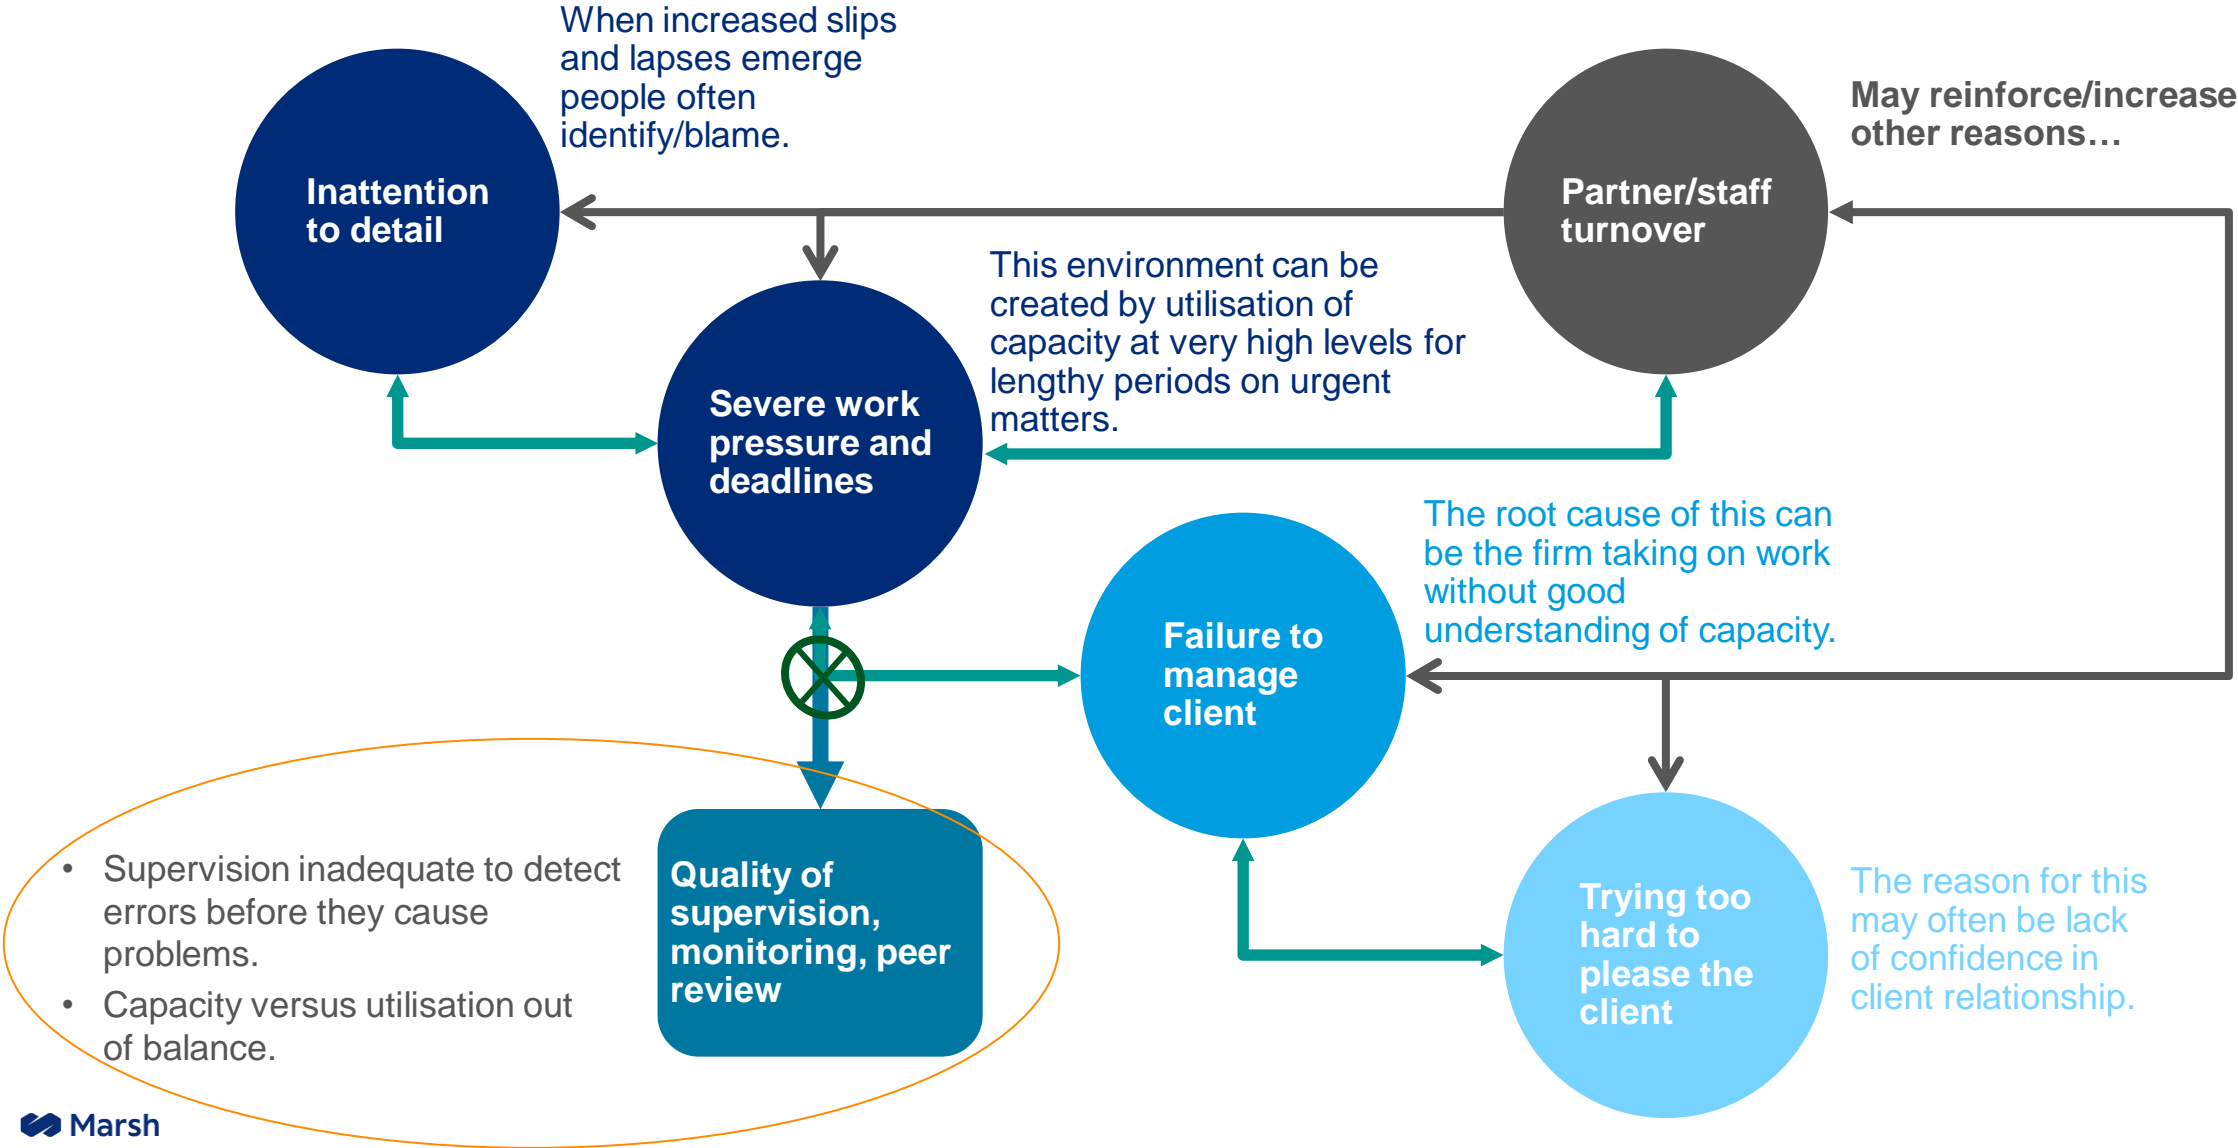 When increased slips
and lapses emerge
people often
identify/blame.
Inattention
to detail
Partner/staff
turnover
May reinforce/increase
other reasons…
This environment can be
created by utilisation of
capacity at very high levels for
lengthy periods on urgent
matters.
Severe work
pressure and
deadlines
The root cause of this can
be the firm taking on work
without good
understanding of capacity.
Failure to
manage
client
• Supervision inadequate to detect
errors before they cause
problems.
• Capacity versus utilisation out
of balance.
Quality of
supervision,
monitoring, peer
review
Trying too
hard to
please the
client
The reason for this
may often be lack
of confidence in
client relationship.
Marsh